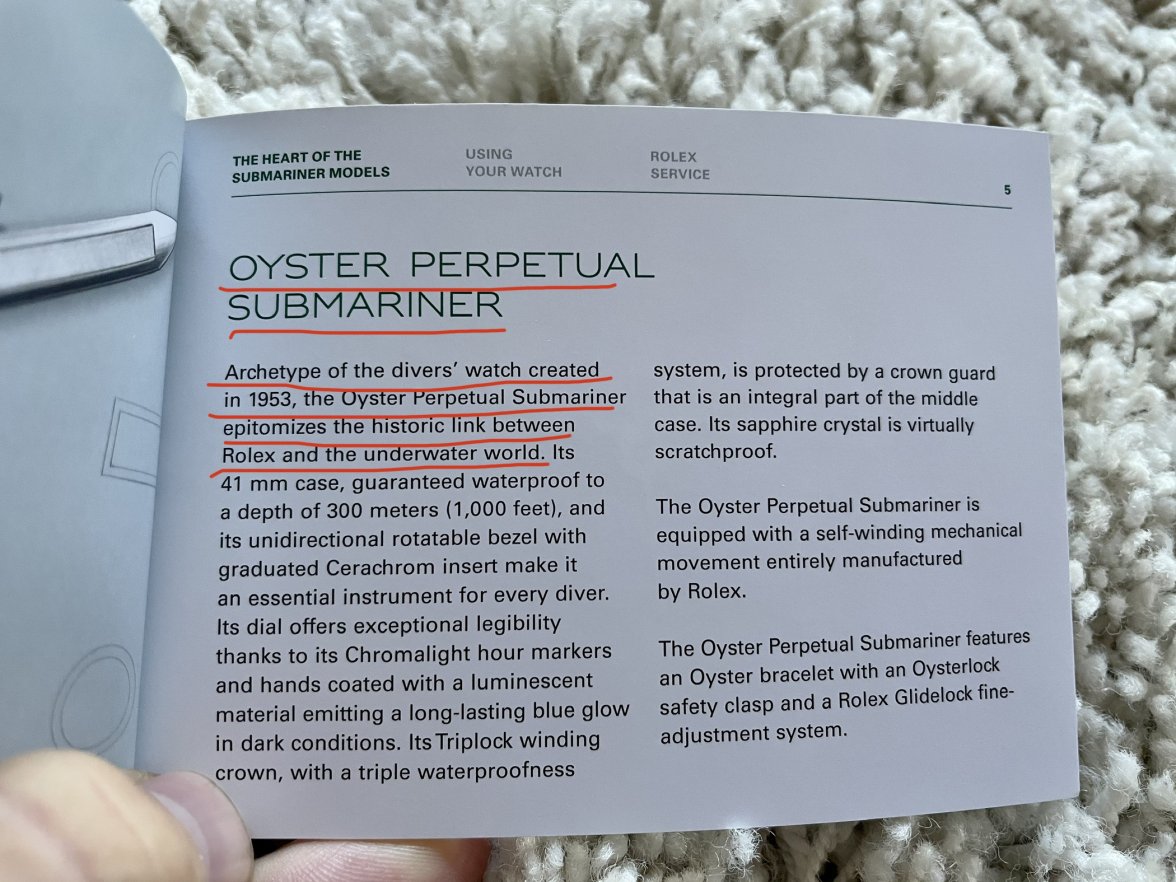 THE HEART OF THE
SUBMARINER MODELS
USING
YOUR WATCH
ROLEX
SERVICE
5
OYSTER PERPETUAL
SUBMARINER
Archetype of the divers’ watch created
in 1953, the Oyster Perpetual Submariner
epitomizes the historic link between
Rolex and the underwater world. Its
41 mm case, guaranteed waterproof to
a depth of 300 meters (1,000 feet), and
its unidirectional rotatable bezel with
graduated Cerachrom insert make it
an essential instrument for every diver.
Its dial offers exceptional legibility
thanks to its Chromalight hour markers
and hands coated with a luminescent
material emitting a long-lasting blue glow
in dark conditions. Its Triplock winding
crown, with a triple waterproofness
system, is protected by a crown guard
that is an integral part of the middle
case. Its sapphire crystal is virtually
scratchproof.
The Oyster Perpetual Submariner is
equipped with a self-winding mechanical
movement entirely manufactured
by Rolex.
The Oyster Perpetual Submariner features
an Oyster bracelet with an Oysterlock
safety clasp and a Rolex Glidelock fine-
adjustment system.